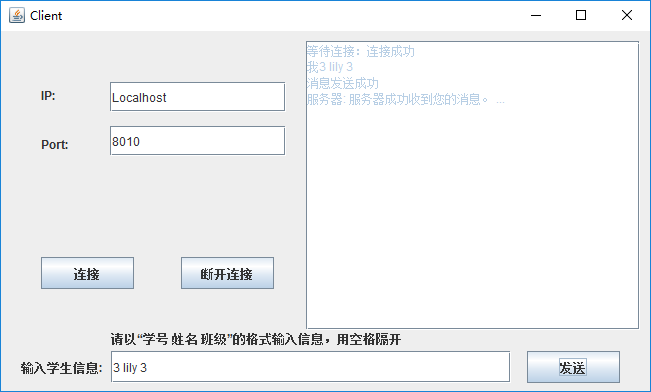 Client
IP:
Localhost
Port:
8010
等待连接：连接成功
我3 lily 3
消息发送成功
服务器: 服务器成功收到您的消息。 ...
连接
断开连接
请以“学号 姓名 班级”的格式输入信息，用空格隔开
输入学生信息:
3 lily 3
发送